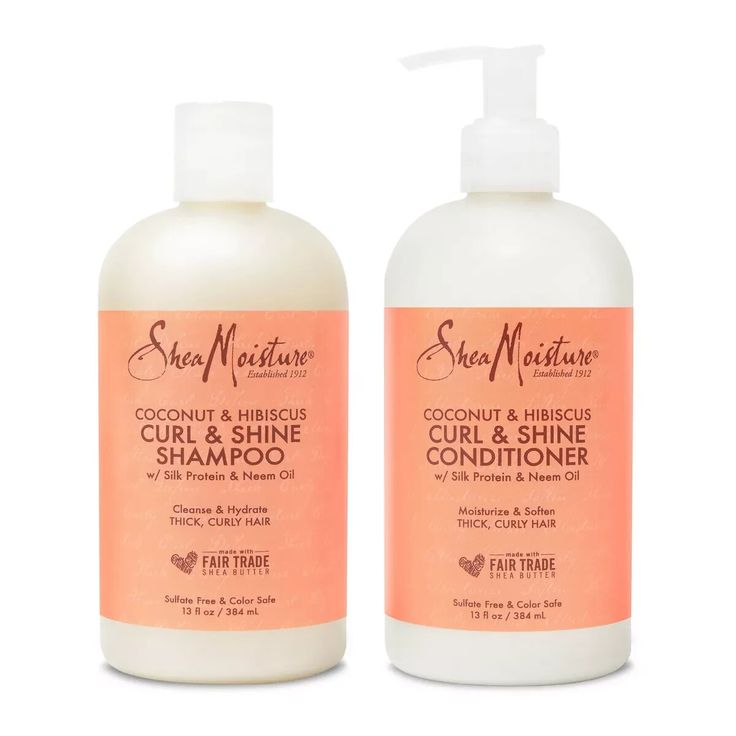 SheaMoisture®
Established 1912
COCONUT & HIBISCUS
CURL & SHINE
SHAMPOO
w/ Silk Protein & Neem Oil
Cleanse & Hydrate
THICK, CURLY HAIR
made with
FAIR TRADE
SHEA BUTTER
Sulfate Free & Color Safe
13 fl oz / 384 mL
SheaMoisture®
Established 1912
COCONUT & HIBISCUS
CURL & SHINE
CONDITIONER
w/ Silk Protein & Neem Oil
Moisturize & Soften
THICK, CURLY HAIR
made with
FAIR TRADE
SHEA BUTTER
Sulfate Free & Color Safe
13 fl oz / 384 mL